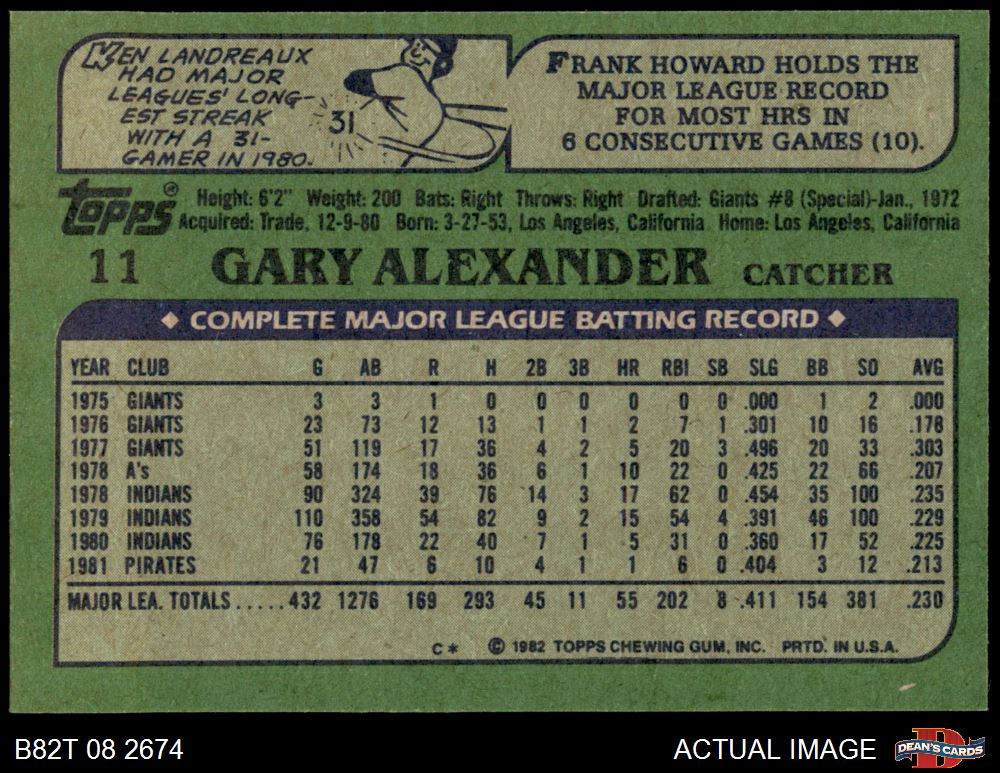 KEN LANDREAUX
HAD MAJOR
LEAGUES' LONG-
EST STREAK
WITH A 31-
GAMER IN 1980.
31
FRANK HOWARD HOLDS THE
MAJOR LEAGUE RECORD
FOR MOST HRS IN
6 CONSECUTIVE GAMES (10).
TOPPS® Height: 6'2" Weight: 200 Bats: Right Throws: Right Drafted: Giants #8 (Special)-Jan., 1972
Acquired: Trade, 12-9-80 Born: 3-27-53, Los Angeles, California Home: Los Angeles, California
11 GARY ALEXANDER CATCHER
◆ COMPLETE MAJOR LEAGUE BATTING RECORD ◆
YEAR CLUB G AB R H 2B 3B HR RBI SB SLG BB SO AVG
1975 GIANTS 3 3 1 0 0 0 0 0 0 .000 1 2 .000
1976 GIANTS 23 73 12 13 1 1 2 7 1 .301 10 16 .178
1977 GIANTS 51 119 17 36 4 2 5 20 3 .496 20 33 .303
1978 A's 58 174 18 36 6 1 10 22 0 .425 22 66 .207
1978 INDIANS 90 324 39 76 14 3 17 62 0 .454 35 100 .235
1979 INDIANS 110 358 54 82 9 2 15 54 4 .391 46 100 .229
1980 INDIANS 76 178 22 40 7 1 5 31 0 .360 17 52 .225
1981 PIRATES 21 47 6 10 4 1 1 6 0 .404 3 12 .213
MAJOR LEA. TOTALS.....432 1276 169 293 45 11 55 202 8 .411 154 381 .230
C* © 1982 TOPPS CHEWING GUM, INC. PRTD. IN U.S.A.
B82T 08 2674 ACTUAL IMAGE D DEAN'S CARDS